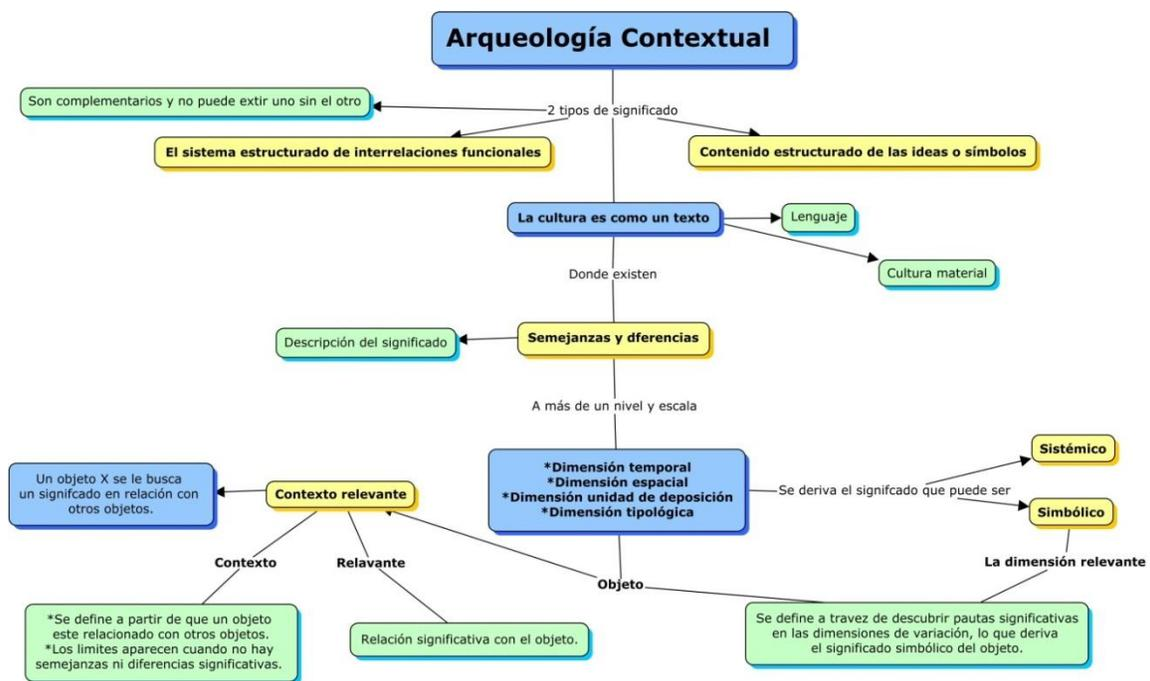 Arqueología Contextual
Son complementarios y no puede extir uno sin el otro
2 tipos de significado
El sistema estructurado de interrelaciones funcionales
Contenido estructurado de las ideas o símbolos
La cultura es como un texto
Lenguaje
Cultura material
Donde existen
Descripción del significado
Semejanzas y dferencias
A más de un nivel y escala
*Dimensión temporal
*Dimensión espacial
*Dimensión unidad de deposición
*Dimensión tipológica
Se deriva el signifcado que puede ser
Sistémico
Simbólico
La dimensión relevante
Un objeto X se le busca
un signifcado en relación con
otros objetos.
Contexto relevante
Contexto
Relavante
Objeto
*Se define a partir de que un objeto
este relacionado con otros objetos.
*Los limites aparecen cuando no hay
semejanzas ni diferencias significativas.
Relación significativa con el objeto.
Se define a travez de descubrir pautas significativas
en las dimensiones de variación, lo que deriva
el significado simbólico del objeto.